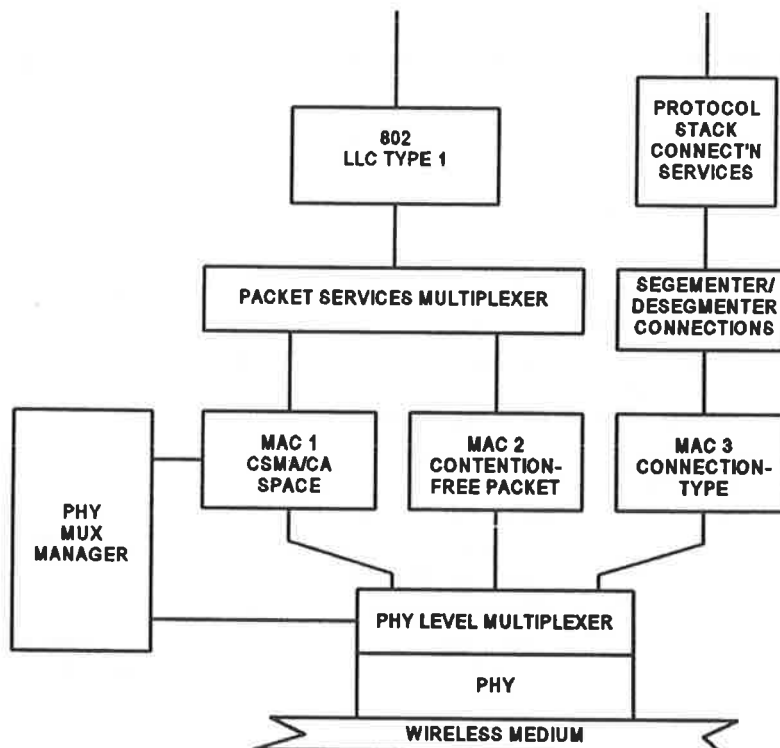 802
LLC TYPE 1
PROTOCOL
STACK
CONNECT'N
SERVICES
PACKET SERVICES MULTIPLEXER
SEGEMENTER/
DESEGMENTER
CONNECTIONS
PHY
MUX
MANAGER
MAC 1
CSMA/CA
SPACE
MAC 2
CONTENTION-
FREE PACKET
MAC 3
CONNECTION-
TYPE
PHY LEVEL MULTIPLEXER
PHY
WIRELESS MEDIUM